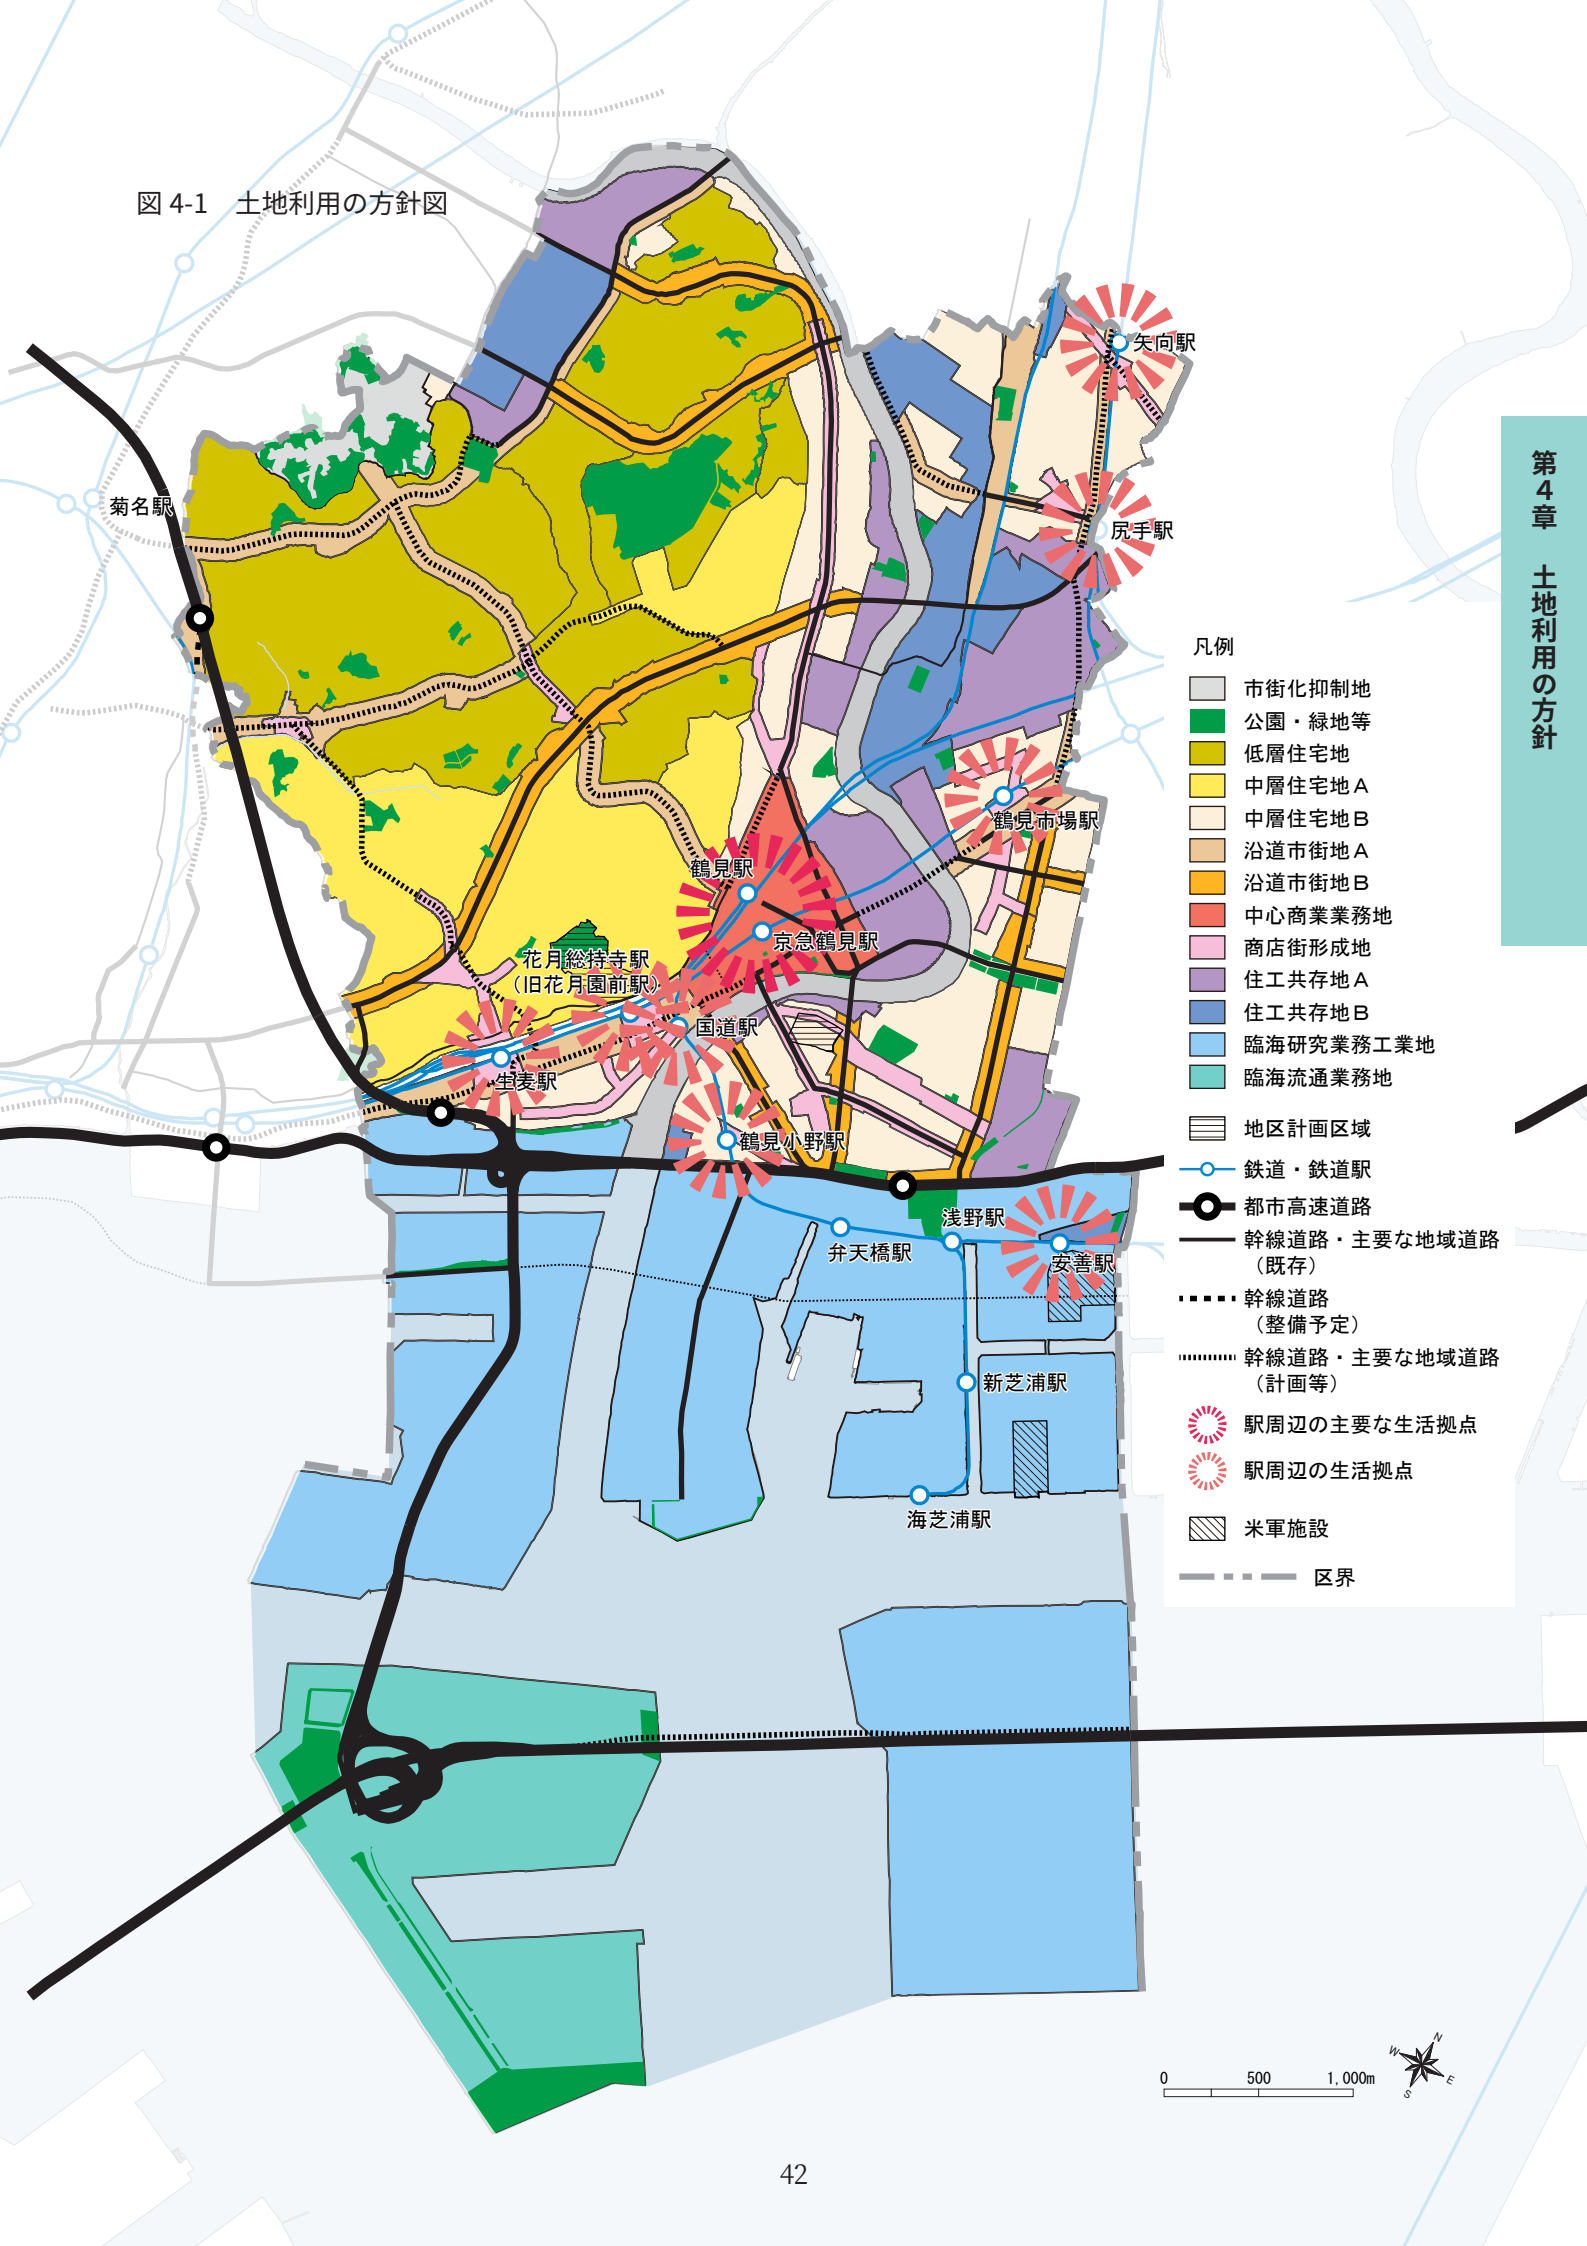 図 4-1　土地利用の方針図
矢向駅
菊名駅
尻手駅
鶴見市場駅
鶴見駅
京急鶴見駅
花月総持寺駅
（旧花月園前駅）
国道駅
生麦駅
鶴見小野駅
浅野駅
弁天橋駅
安善駅
新芝浦駅
海芝浦駅
第4章　土地利用の方針
凡例
市街化抑制地
公園・緑地等
低層住宅地
中層住宅地A
中層住宅地B
沿道市街地A
沿道市街地B
中心商業業務地
商店街形成地
住工共存地A
住工共存地B
臨海研究業務工業地
臨海流通業務地
地区計画区域
鉄道・鉄道駅
都市高速道路
幹線道路・主要な地域道路
（既存）
幹線道路
（整備予定）
幹線道路・主要な地域道路
（計画等）
駅周辺の主要な生活拠点
駅周辺の生活拠点
米軍施設
区界
0 500 1,000m
N
W
E
S
42